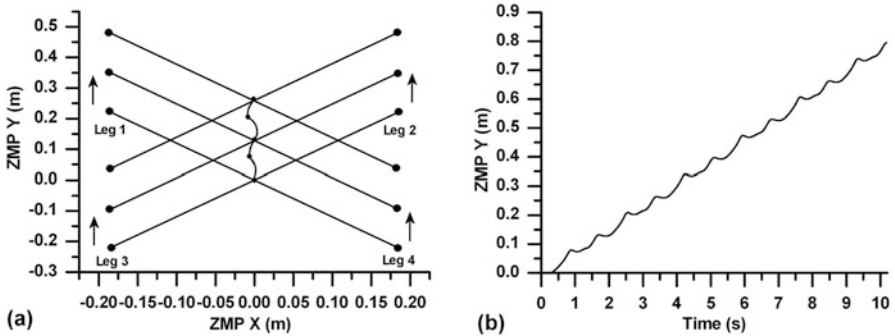 0.5
0.4
0.3
0.2
0.1
0.0
-0.1
-0.2
-0.3
ZMP Y (m)
Leg 1
Leg 2
Leg 3
Leg 4
-0.20 -0.15 -0.10 -0.05 0.00 0.05 0.10 0.15 0.20
ZMP X (m)
(a)
0.9
0.8
0.7
0.6
0.5
0.4
0.3
0.2
0.1
0.0
ZMP Y (m)
0 1 2 3 4 5 6 7 8 9 10
Time (s)
(b)